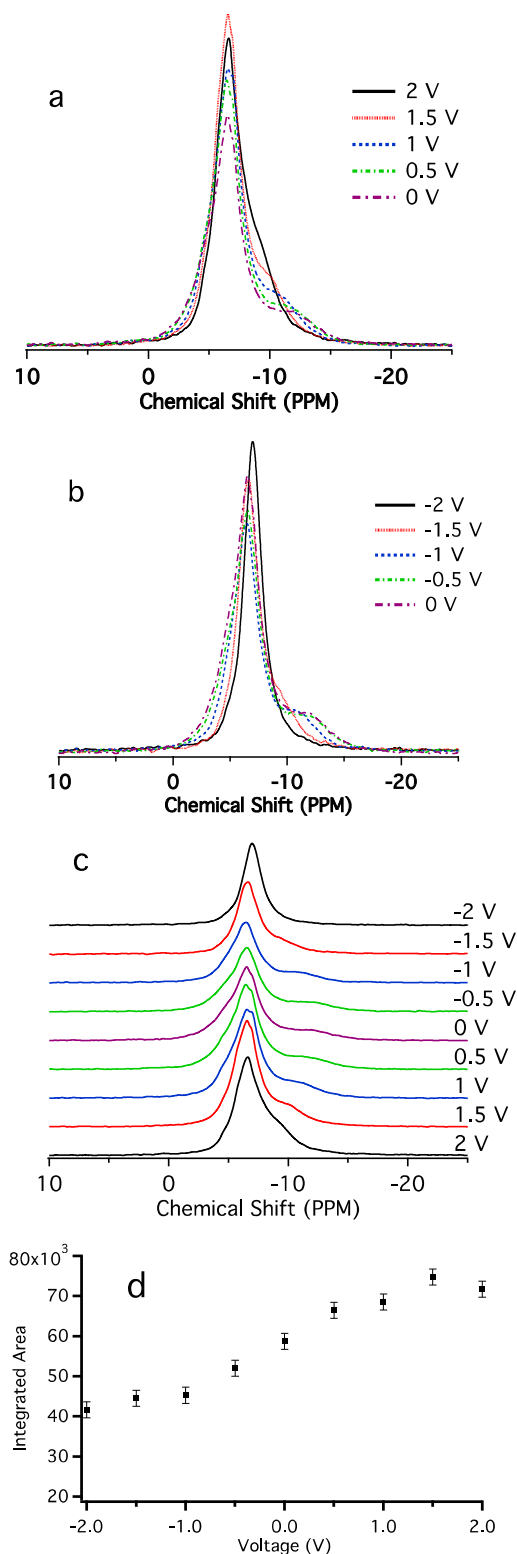 a
2 V
1.5 V
1 V
0.5 V
0 V
10 0 -10 -20
Chemical Shift (PPM)
b
-2 V
-1.5 V
-1 V
-0.5 V
0 V
10 0 -10 -20
Chemical Shift (PPM)
c
-2 V
-1.5 V
-1 V
-0.5 V
0 V
0.5 V
1 V
1.5 V
2 V
10 0 -10 -20
Chemical Shift (PPM)
d
80x10³
70
60
50
40
30
20
Integrated Area
-2.0 -1.0 0.0 1.0 2.0
Voltage (V)